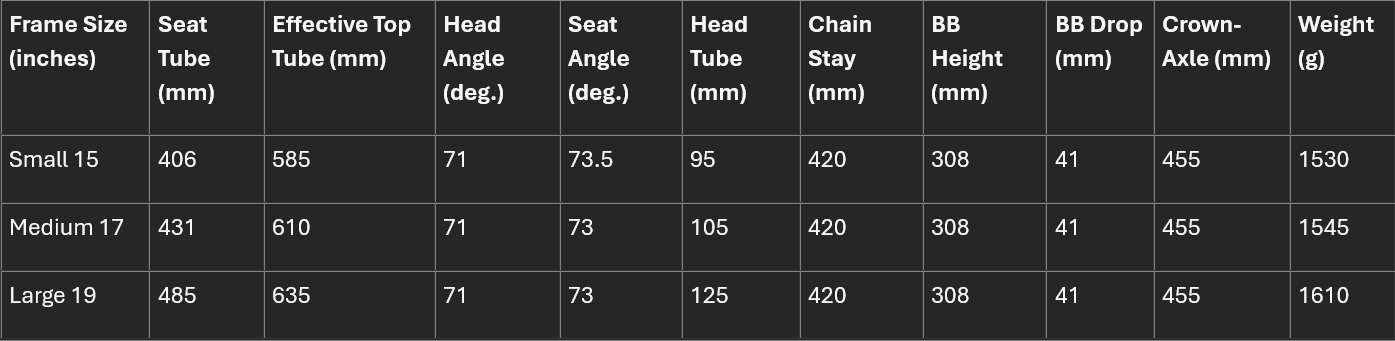 Frame Size (inches) Seat Tube (mm) Effective Top Tube (mm) Head Angle (deg.) Seat Angle (deg.) Head Tube (mm) Chain Stay (mm) BB Height (mm) BB Drop (mm) Crown-Axle (mm) Weight (g)
Small 15 406 585 71 73.5 95 420 308 41 455 1530
Medium 17 431 610 71 73 105 420 308 41 455 1545
Large 19 485 635 71 73 125 420 308 41 455 1610